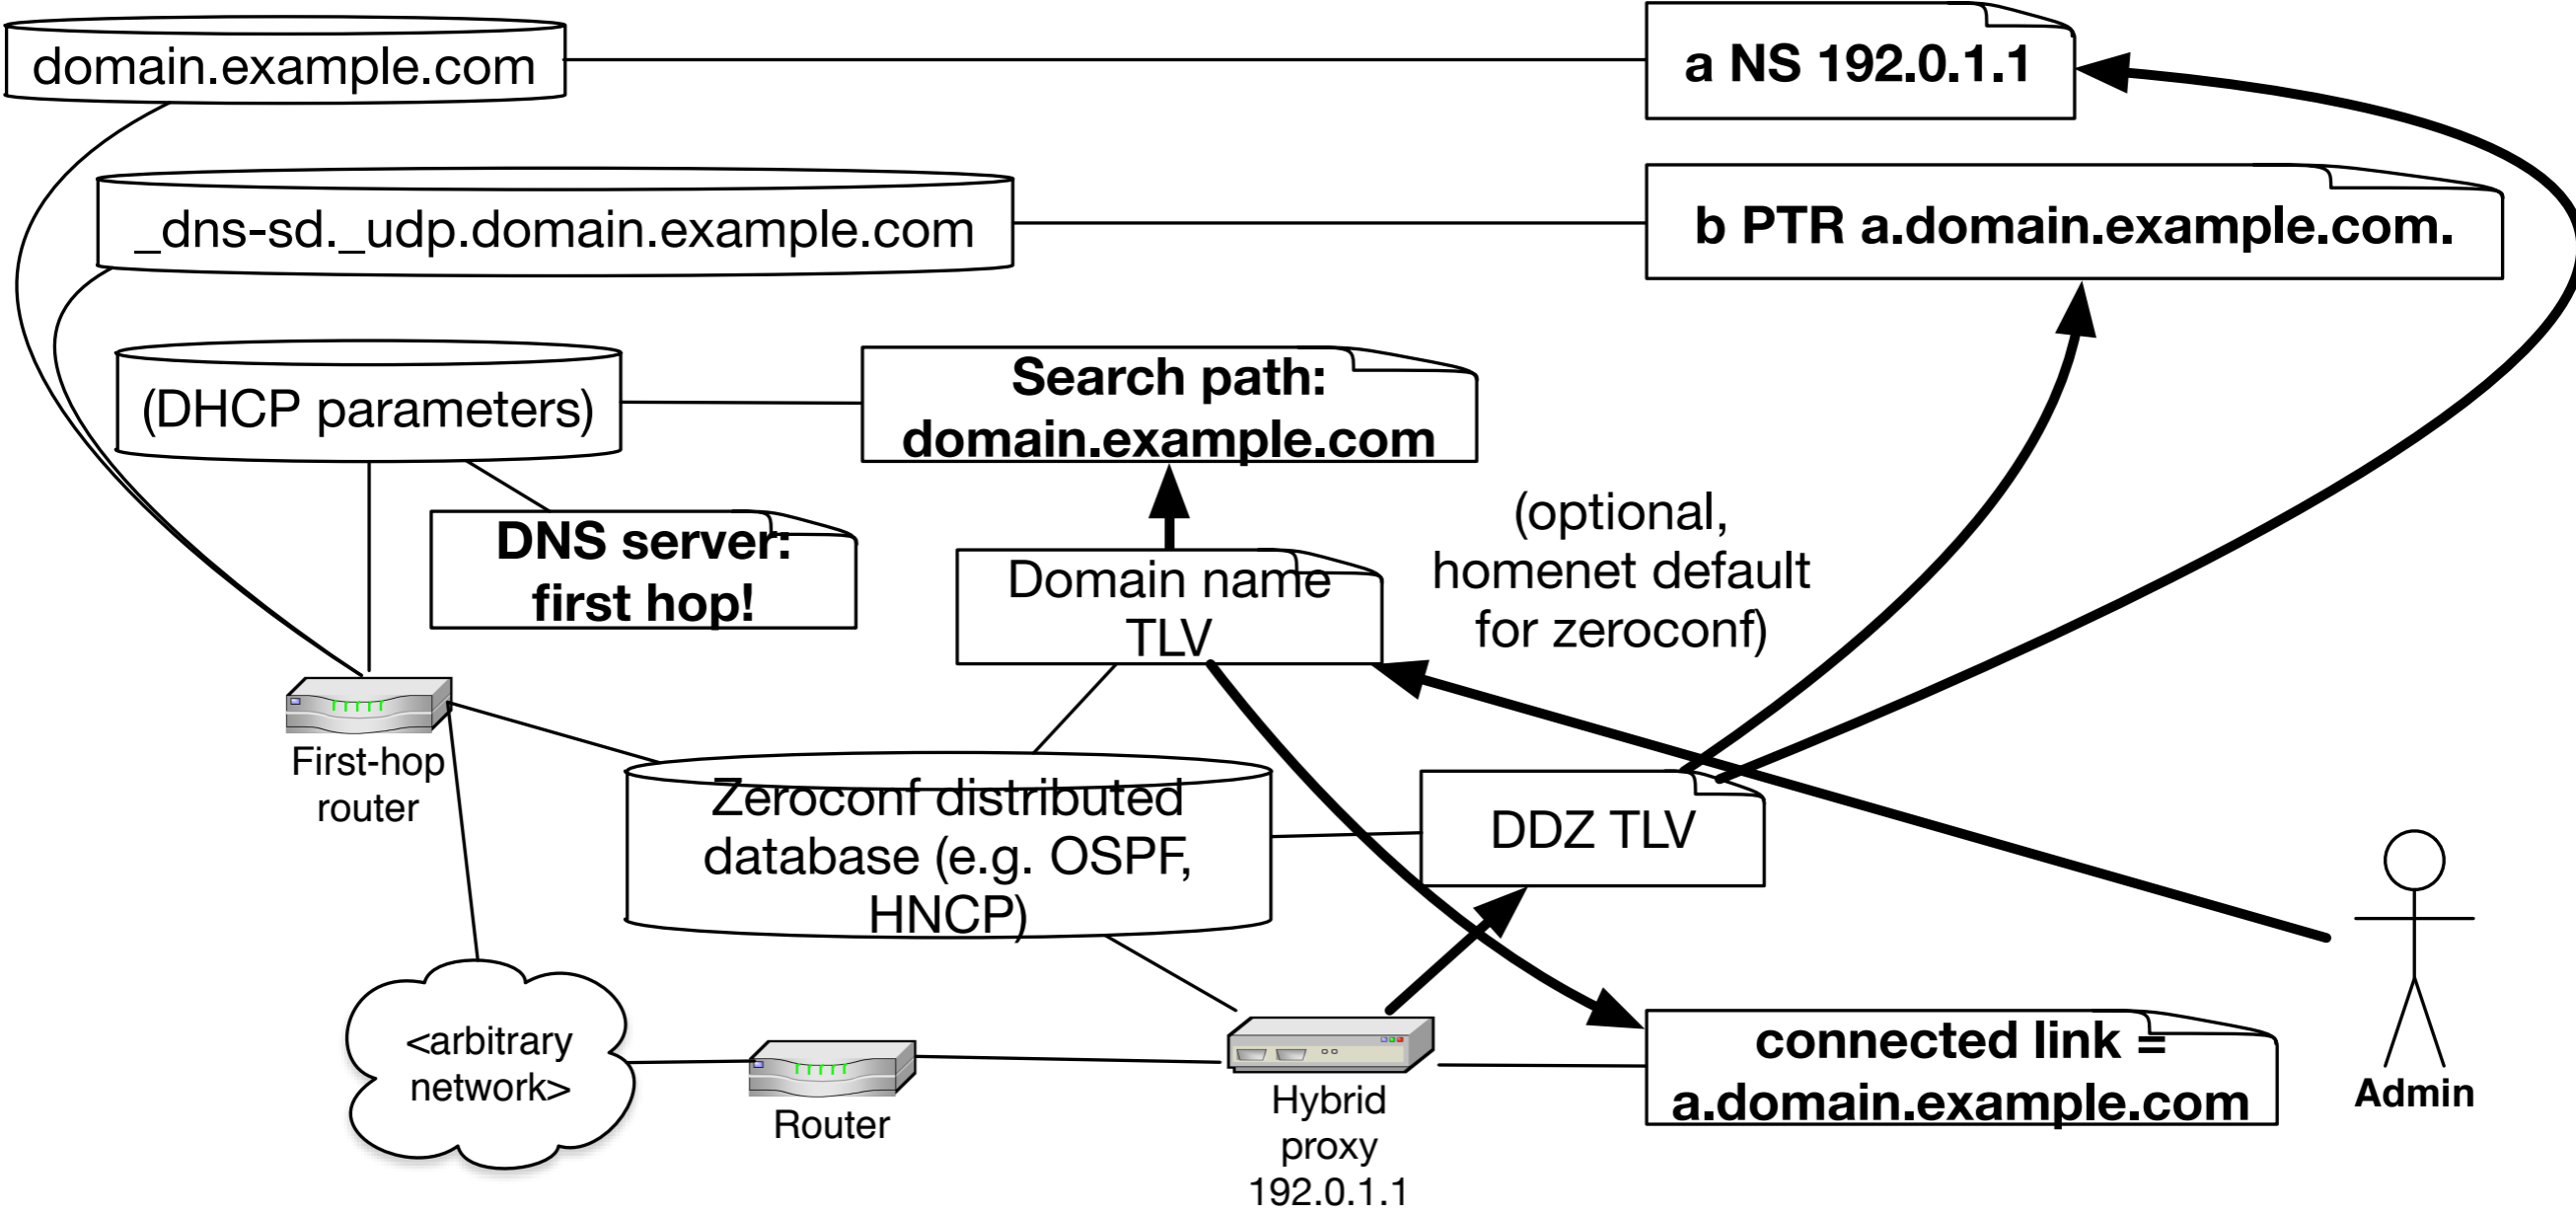 domain.example.com
a NS 192.0.1.1
_dns-sd._udp.domain.example.com
b PTR a.domain.example.com.
(DHCP parameters)
Search path:
domain.example.com
DNS server:
first hop!
Domain name
TLV
(optional,
homenet default
for zeroconf)
First-hop
router
Zeroconf distributed
database (e.g. OSPF,
HNCP)
DDZ TLV
<arbitrary
network>
Router
Hybrid
proxy
192.0.1.1
connected link =
a.domain.example.com
Admin